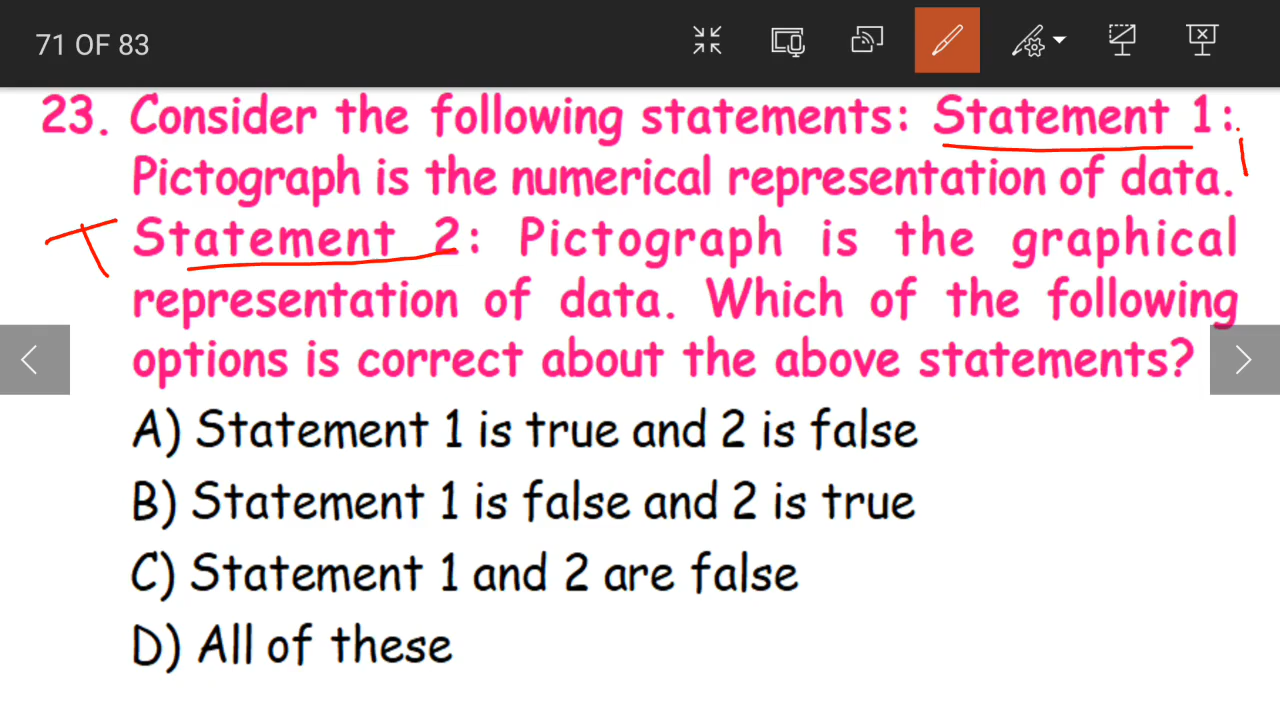 71 OF 83
23. Consider the following statements: Statement 1:
Pictograph is the numerical representation of data.
T Statement 2: Pictograph is the graphical
representation of data. Which of the following
options is correct about the above statements?
A) Statement 1 is true and 2 is false
B) Statement 1 is false and 2 is true
C) Statement 1 and 2 are false
D) All of these